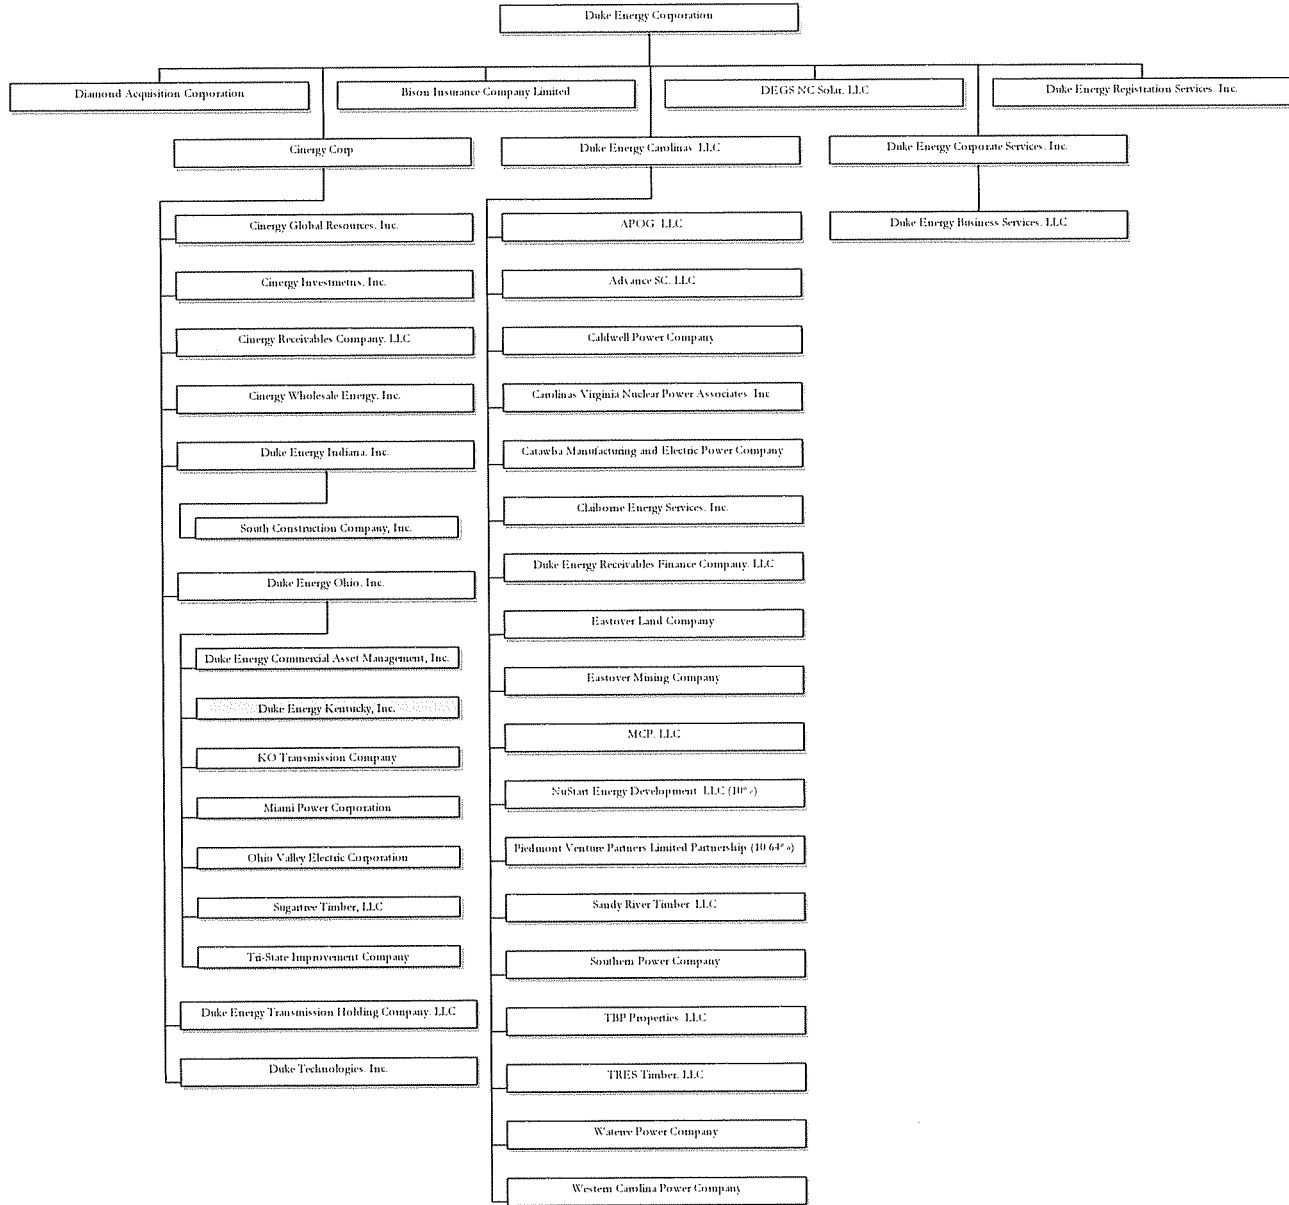 Duke Energy Corporation
Diamond Acquisition Corporation
Bison Insurance Company Limited
DEGS NC Solar, LLC
Duke Energy Registration Services, Inc.
Cinergy Corp
Duke Energy Carolinas LLC
Duke Energy Corporate Services, Inc.
Cinergy Global Resources, Inc.
Cinergy Investments, Inc.
Cinergy Receivables Company, LLC
Cinergy Wholesale Energy, Inc.
Duke Energy Indiana, Inc.
South Construction Company, Inc.
Duke Energy Ohio, Inc.
Duke Energy Commercial Asset Management, Inc.
Duke Energy Kentucky, Inc.
KO Transmission Company
Miami Power Corporation
Ohio Valley Electric Corporation
Sugartree Timber, LLC
Tri-State Improvement Company
Duke Energy Transmission Holding Company, LLC
Duke Technologies, Inc.
APOG LLC
Advance SC, LLC
Caldwell Power Company
Carolinas Virginia Nuclear Power Associates Inc
Catawba Manufacturing and Electric Power Company
Claiborne Energy Services, Inc.
Duke Energy Receivables Finance Company, LLC
Eastover Land Company
Eastover Mining Company
MCP, LLC
NuStart Energy Development LLC (10%)
Piedmont Venture Partners Limited Partnership (10 64%)
Sandy River Timber LLC
Southern Power Company
TBP Properties LLC
TRES Timber, LLC
Wateree Power Company
Western Carolina Power Company
Duke Energy Business Services, LLC